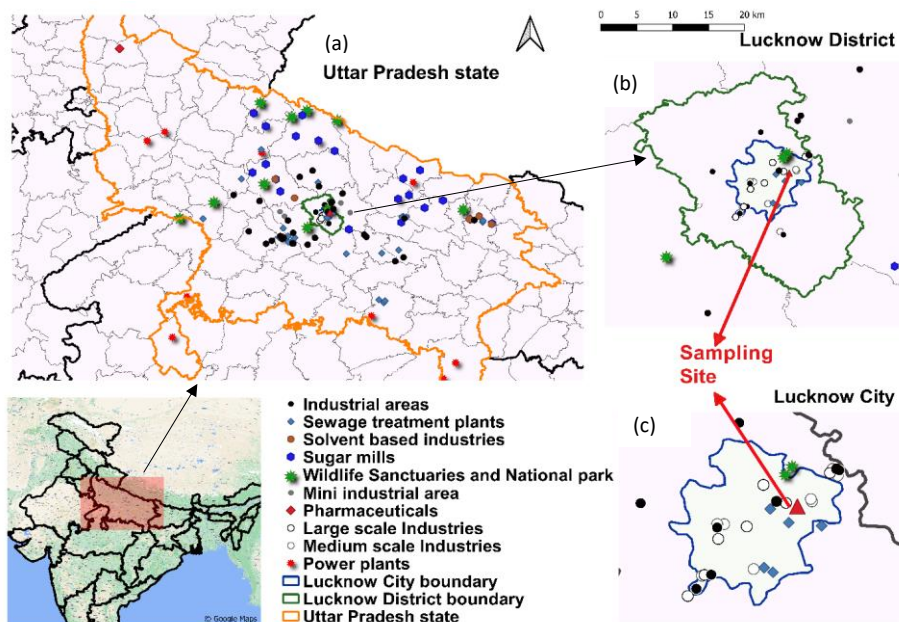 (a)
Uttar Pradesh state
0 5 10 15 20 km
Lucknow District
(b)
Sampling
Site
Lucknow City
(c)
Industrial areas
Sewage treatment plants
Solvent based industries
Sugar mills
Wildlife Sanctuaries and National park
Mini industrial area
Pharmaceuticals
Large scale Industries
Medium scale Industries
Power plants
Lucknow City boundary
Lucknow District boundary
Uttar Pradesh state
© Google Maps